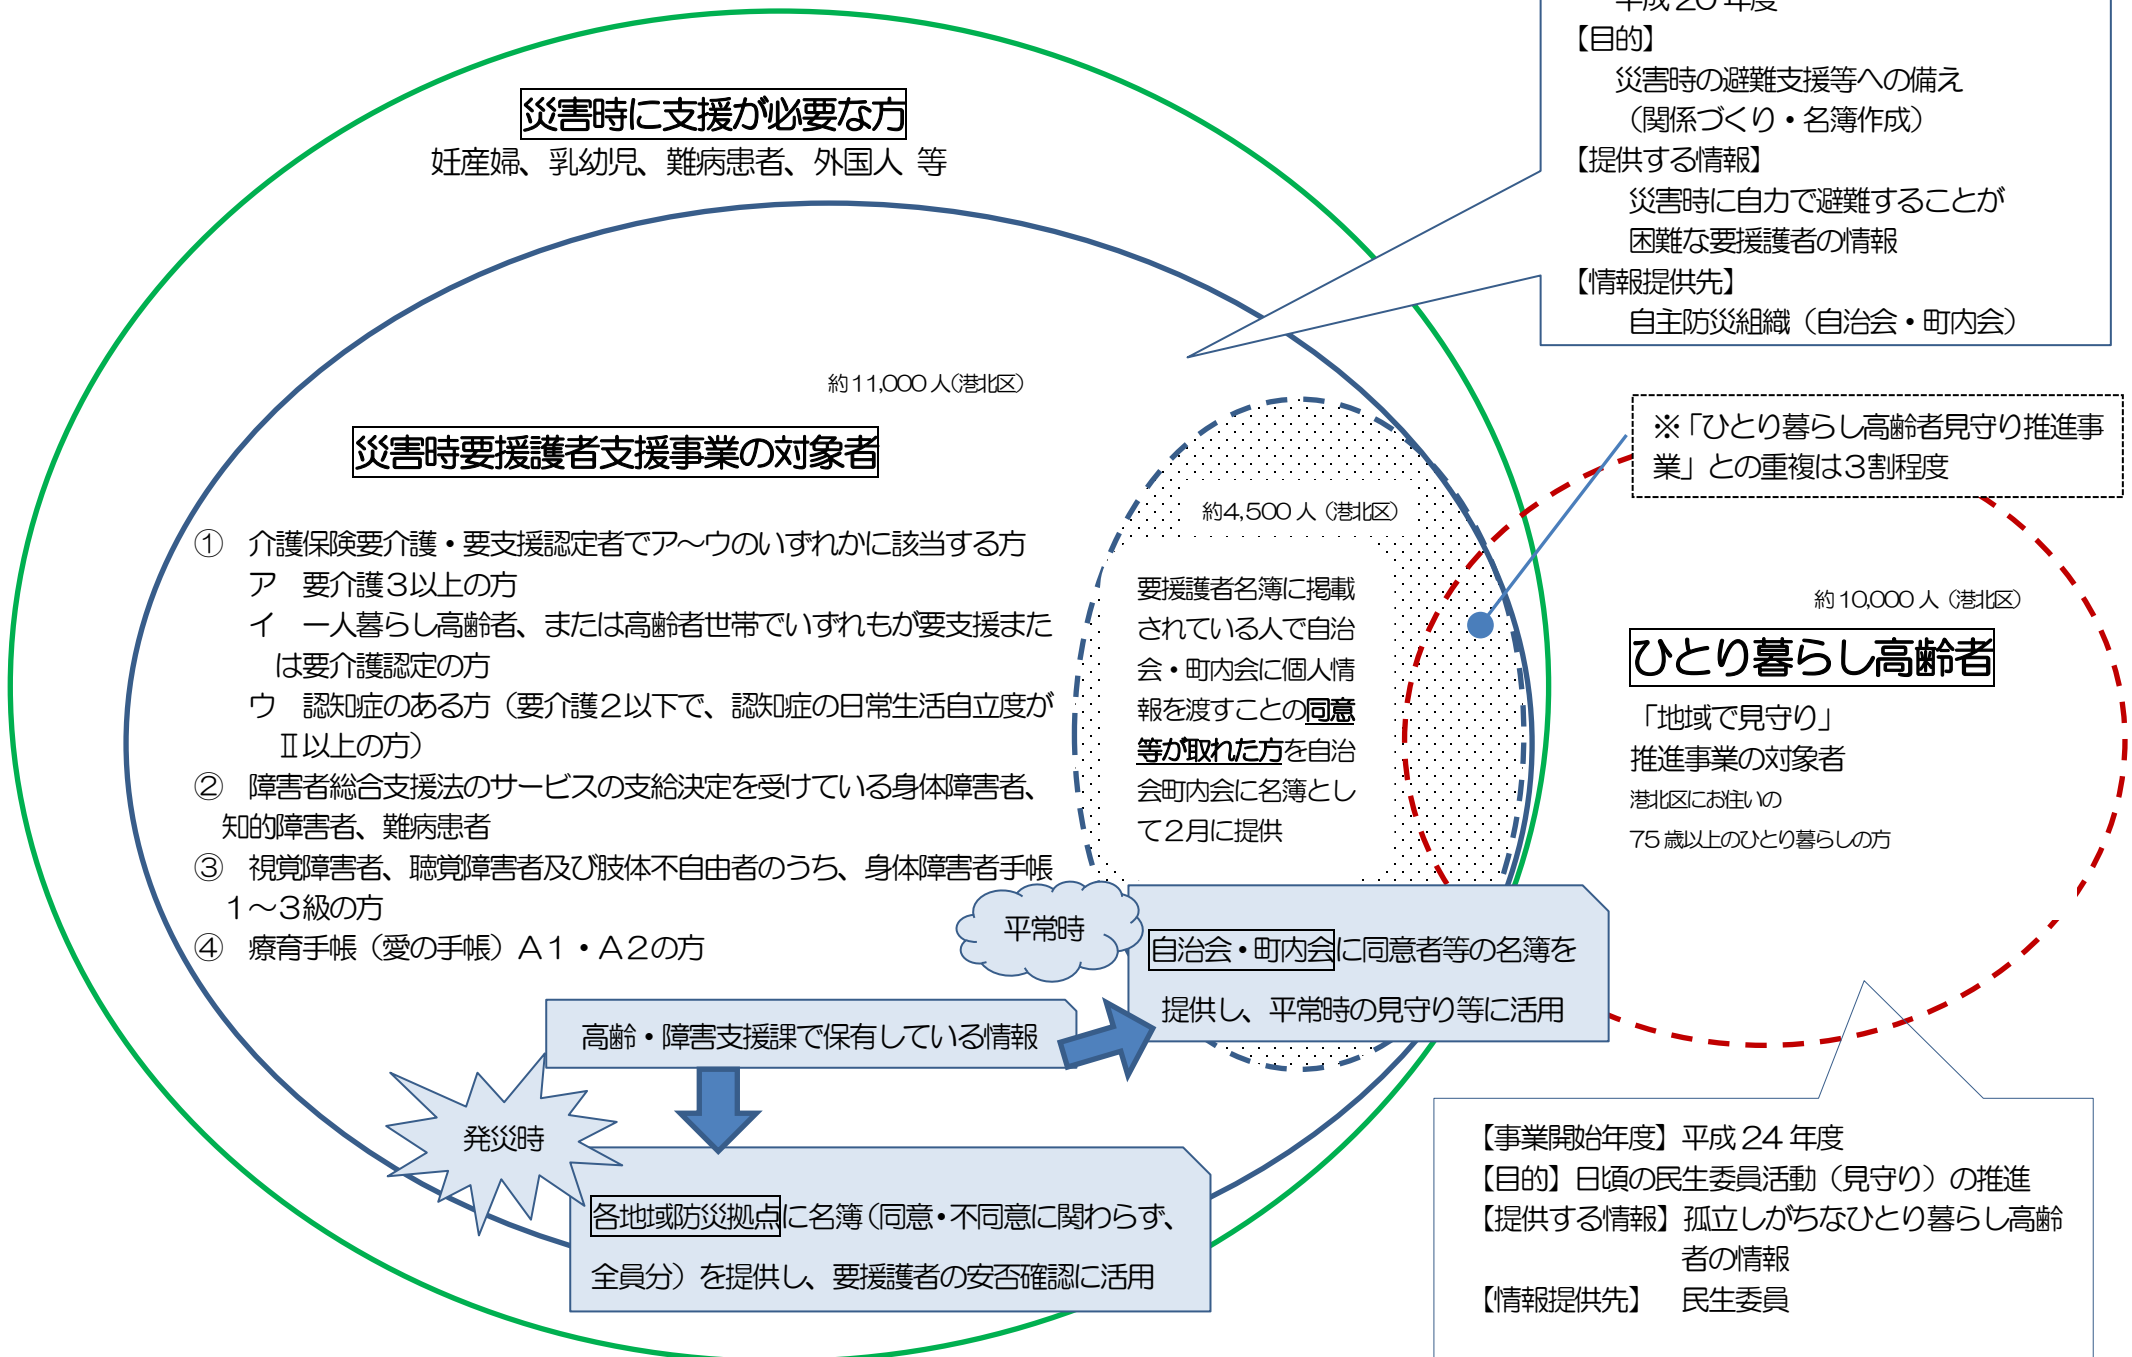 災害時に支援が必要な方
妊産婦、乳幼児、難病患者、外国人 等
平成20年度
【目的】
災害時の避難支援等への備え
（関係づくり・名簿作成）
【提供する情報】
災害時に自力で避難することが
困難な要援護者の情報
【情報提供先】
自主防災組織（自治会・町内会）
約11,000人（港北区）
災害時要援護者支援事業の対象者
① 介護保険要介護・要支援認定者でア～ウのいずれかに該当する方
ア 要介護３以上の方
イ 一人暮らし高齢者、または高齢者世帯でいずれもが要支援また
は要介護認定の方
ウ 認知症のある方（要介護２以下で、認知症の日常生活自立度が
Ⅱ以上の方）
② 障害者総合支援法のサービスの支給決定を受けている身体障害者、
知的障害者、難病患者
③ 視覚障害者、聴覚障害者及び肢体不自由者のうち、身体障害者手帳
１～３級の方
④ 療育手帳（愛の手帳）Ａ１・Ａ２の方
約4,500人（港北区）
要援護者名簿に掲載
されている人で自治
会・町内会に個人情
報を渡すことの同意
等が取れた方を自治
会町内会に名簿とし
て２月に提供
※「ひとり暮らし高齢者見守り推進事
業」との重複は３割程度
約10,000人（港北区）
ひとり暮らし高齢者
「地域で見守り」
推進事業の対象者
港北区にお住いの
75歳以上のひとり暮らしの方
平常時
自治会・町内会に同意者等の名簿を
提供し、平常時の見守り等に活用
高齢・障害支援課で保有している情報
発災時
各地域防災拠点に名簿（同意・不同意に関わらず、
全員分）を提供し、要援護者の安否確認に活用
【事業開始年度】平成24年度
【目的】日頃の民生委員活動（見守り）の推進
【提供する情報】孤立しがちなひとり暮らし高齢
者の情報
【情報提供先】 民生委員